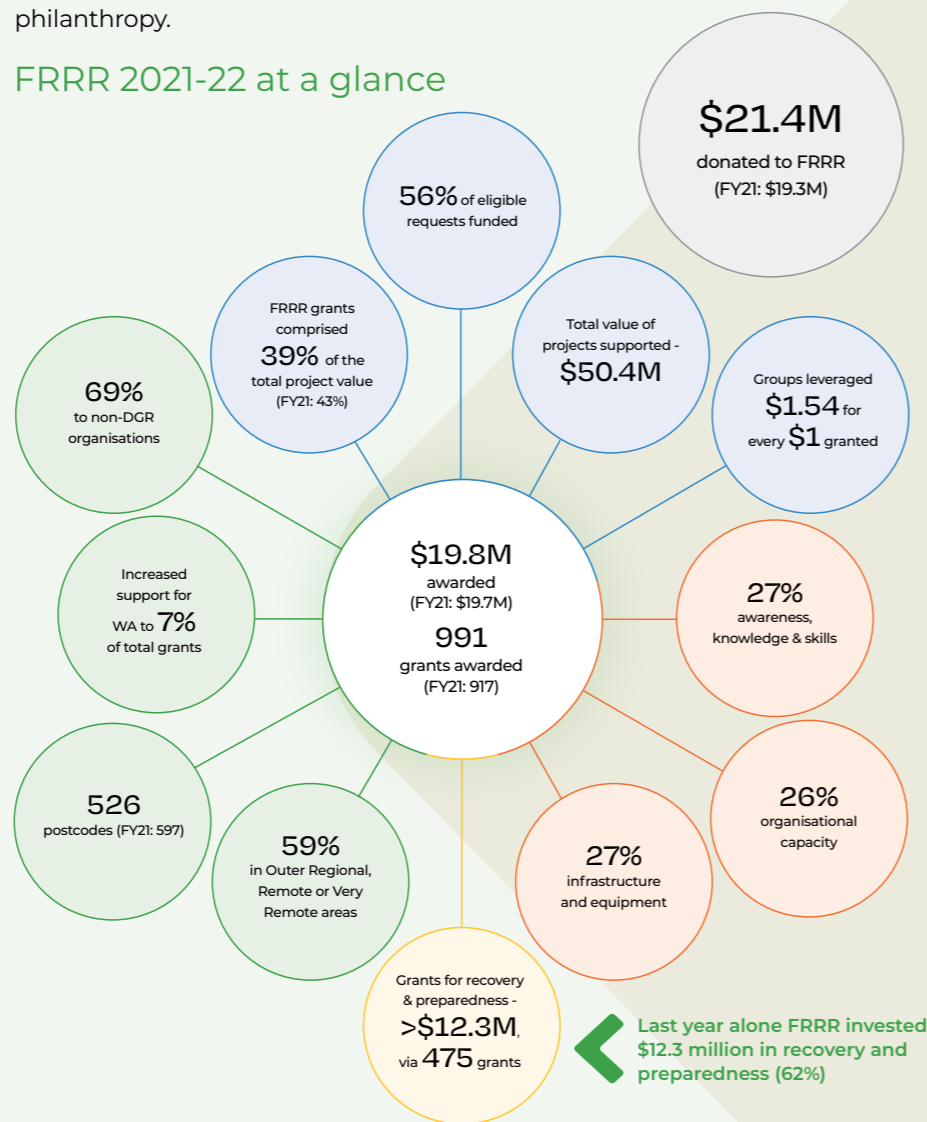 philanthropy.
FRRR 2021-22 at a glance
$21.4M
donated to FRRR
(FY21: $19.3M)
56% of eligible
requests funded
FRRR grants
comprised
39% of the
total project value
(FY21: 43%)
Total value of
projects supported -
$50.4M
69%
to non-DGR
organisations
Groups leveraged
$1.54 for
every $1 granted
$19.8M
awarded
(FY21: $19.7M)
991
grants awarded
(FY21: 917)
Increased
support for
WA to 7%
of total grants
27%
awareness,
knowledge & skills
526
postcodes (FY21: 597)
26%
organisational
capacity
59%
in Outer Regional,
Remote or Very
Remote areas
27%
infrastructure
and equipment
Grants for recovery
& preparedness -
>$12.3M,
via 475 grants
Last year alone FRRR invested
$12.3 million in recovery and
preparedness (62%)